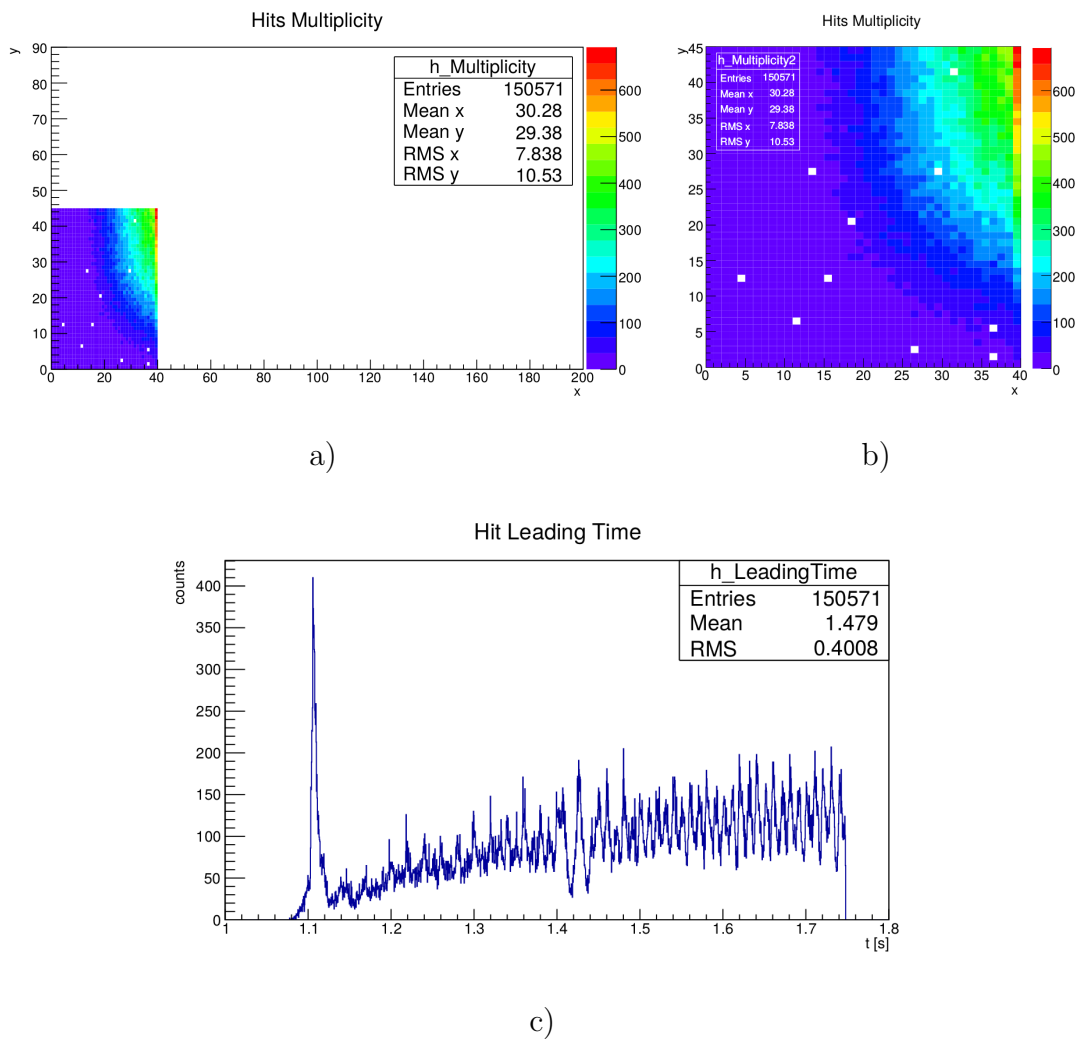 Hits Multiplicity
y
90
80
70
60
50
40
30
20
10
0
0 20 40 60 80 100 120 140 160 180 200
x
h_Multiplicity
Entries 150571
Mean x 30.28
Mean y 29.38
RMS x 7.838
RMS y 10.53
600
500
400
300
200
100
0
a)
Hits Multiplicity
y
45
40
35
30
25
20
15
10
5
0
0 5 10 15 20 25 30 35 40
x
h_Multiplicity2
Entries 150571
Mean x 30.28
Mean y 29.38
RMS x 7.838
RMS y 10.53
600
500
400
300
200
100
0
b)
Hit Leading Time
counts
400
350
300
250
200
150
100
50
0
1 1.1 1.2 1.3 1.4 1.5 1.6 1.7 1.8
t [s]
h_LeadingTime
Entries 150571
Mean 1.479
RMS 0.4008
c)